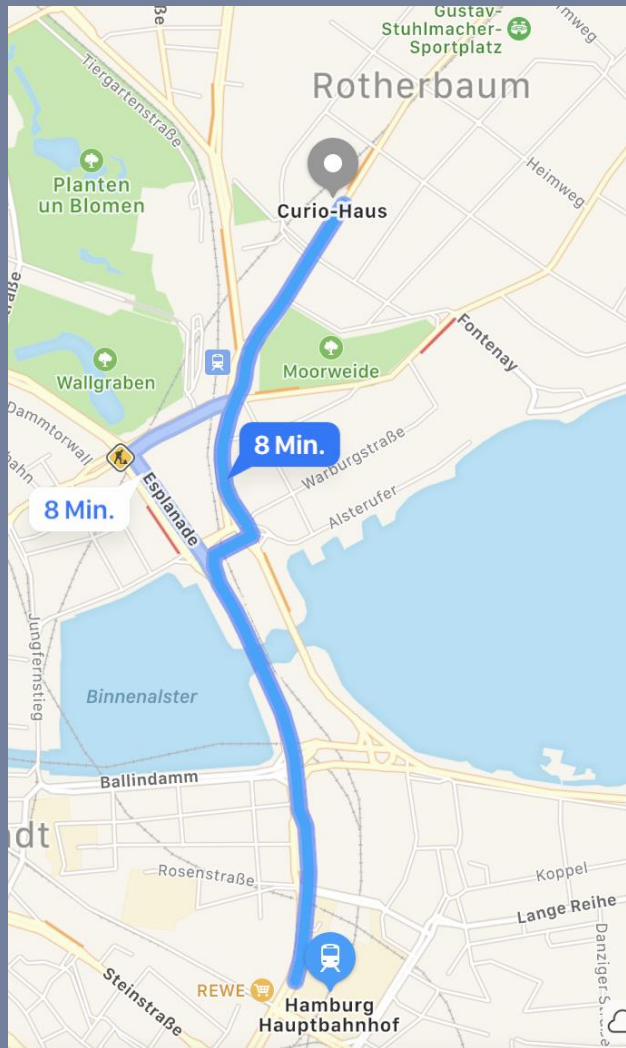 Gustav-
Stuhlmacher-
Sportplatz
Rotherbaum
Tiergartenstraße
Planten
un Blomen
Curio-Haus
Heimweg
Fontenay
Moorweide
Wallgraben
Dammtorwall
8 Min.
Warburgstraße
8 Min.
Esplanade
Alsterufer
Jungfernstieg
Binnenalster
Ballindamm
Rosenstraße
Koppel
Lange Reihe
REWE
Steinstraße
Hamburg
Hauptbahnhof